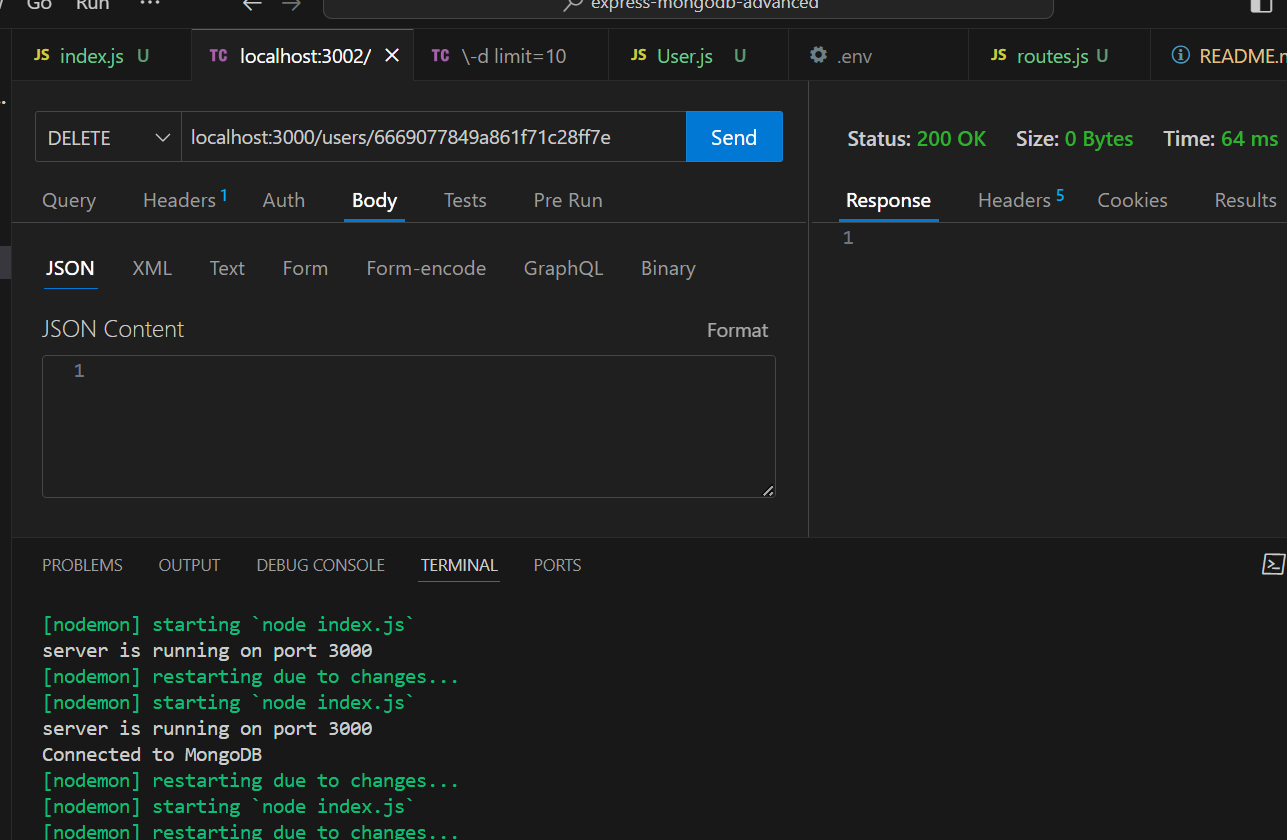 Go Run ... ← → express-mongodb-advanced
JS index.js U TC localhost:3002/ × TC \-d limit=10 JS User.js U .env JS routes.js U README.m
DELETE localhost:3000/users/6669077849a861f71c28ff7e Send
Status: 200 OK Size: 0 Bytes Time: 64 ms
Query Headers 1 Auth Body Tests Pre Run
Response Headers 5 Cookies Results
1
JSON XML Text Form Form-encode GraphQL Binary
JSON Content Format
1
PROBLEMS OUTPUT DEBUG CONSOLE TERMINAL PORTS
[nodemon] starting `node index.js`
server is running on port 3000
[nodemon] restarting due to changes...
[nodemon] starting `node index.js`
server is running on port 3000
Connected to MongoDB
[nodemon] restarting due to changes...
[nodemon] starting `node index.js`
[nodemon] restarting due to changes...